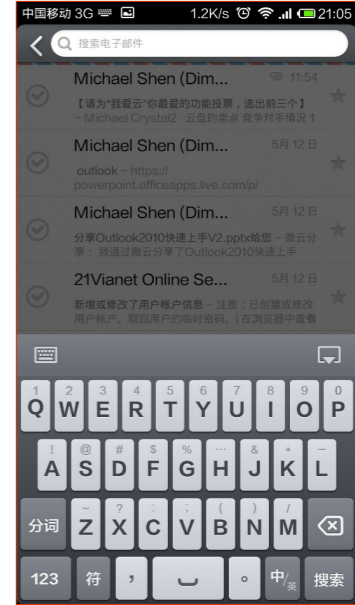 中国移动 3G 1.2K/s 21:05
搜索电子邮件
Michael Shen (Dim... 11:54
【请为“我爱云”你最爱的功能投票，选出前三个】
– Michael Crystal2 · 云盘的卖点 竞争对手情况 1
Michael Shen (Dim... 5月 12 日
outlook – https://
powerpoint.officeapps.live.com/p/
Michael Shen (Dim... 5月 12 日
分享Outlook2010快速上手V2.pptx给您 – 微云分
享： 我通过微云分享了Outlook2010快速上手
21Vianet Online Se... 5月 12 日
新增或修改了用户帐户信息 – 注意：已创建或修改
用户帐户。取回用户的临时密码。| 在浏览器中查看
1 2 3 4 5 6 7 8 9 0
Q W E R T Y U I O P
! @ # $ % ... & * –
A S D F G H J K L
~ ? : ; ( ) /
分词 Z X C V B N M
123 符 , 。 中/英 搜索